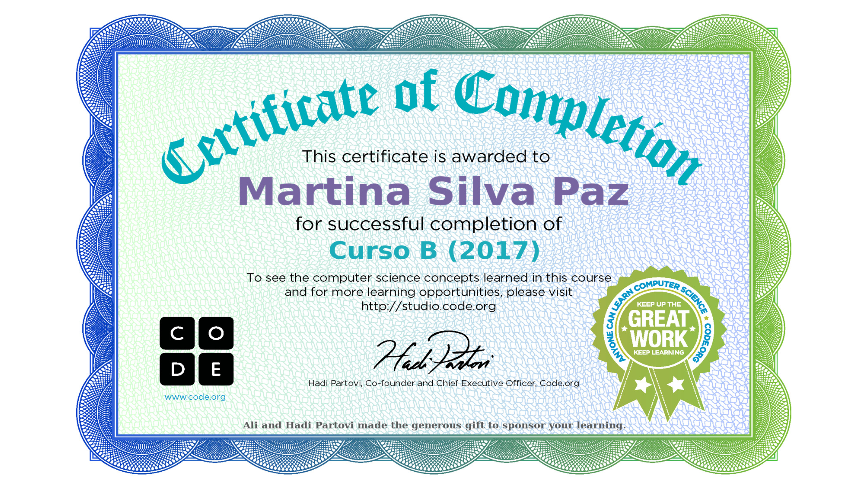 Certificate of Completion
This certificate is awarded to
Martina Silva Paz
for successful completion of
Curso B (2017)
To see the computer science concepts learned in this course
and for more learning opportunities, please visit
http://studio.code.org
C O
D E
www.code.org
Hadi Partovi
Hadi Partovi, Co-founder and Chief Executive Officer, Code.org
ANYONE CAN LEARN COMPUTER SCIENCE ★ CODE.ORG
KEEP UP THE
GREAT
WORK
KEEP LEARNING
Ali and Hadi Partovi made the generous gift to sponsor your learning.